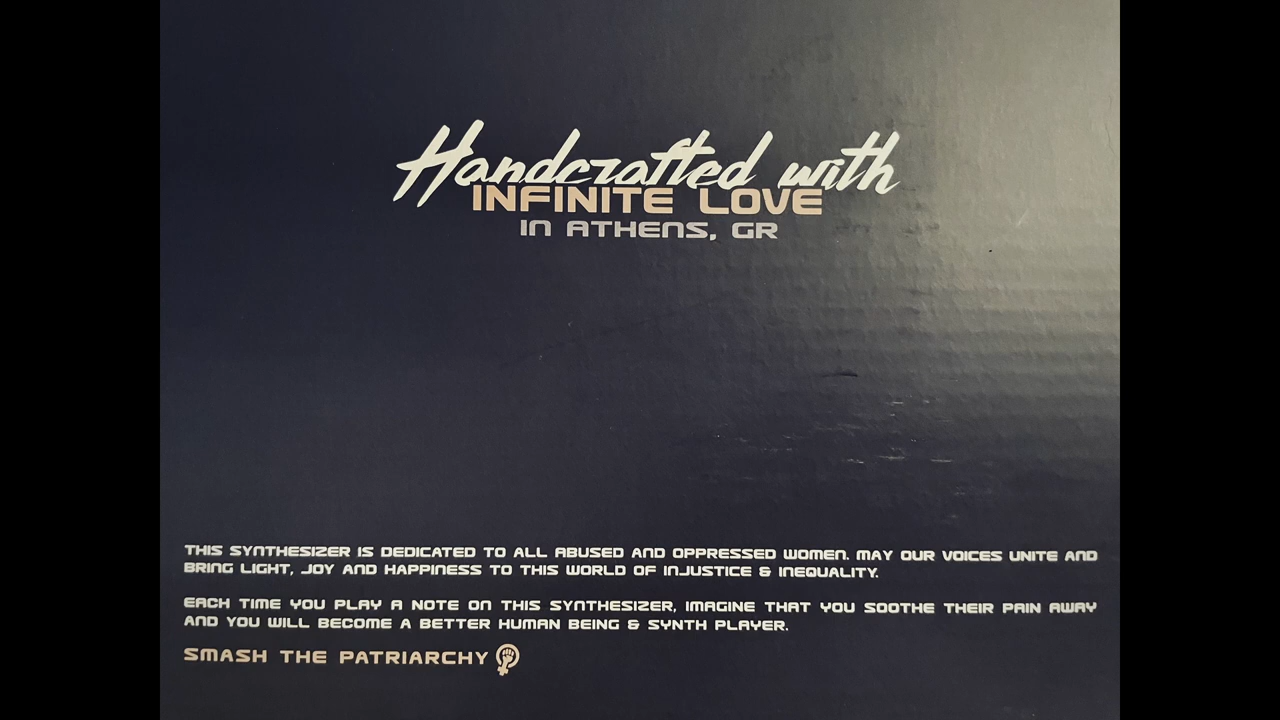 Handcrafted with
INFINITE LOVE
IN ATHENS, GR
THIS SYNTHESIZER IS DEDICATED TO ALL ABUSED AND OPPRESSED WOMEN. MAY OUR VOICES UNITE AND
BRING LIGHT, JOY AND HAPPINESS TO THIS WORLD OF INJUSTICE & INEQUALITY.
EACH TIME YOU PLAY A NOTE ON THIS SYNTHESIZER, IMAGINE THAT YOU SOOTHE THEIR PAIN AWAY
AND YOU WILL BECOME A BETTER HUMAN BEING & SYNTH PLAYER.
SMASH THE PATRIARCHY